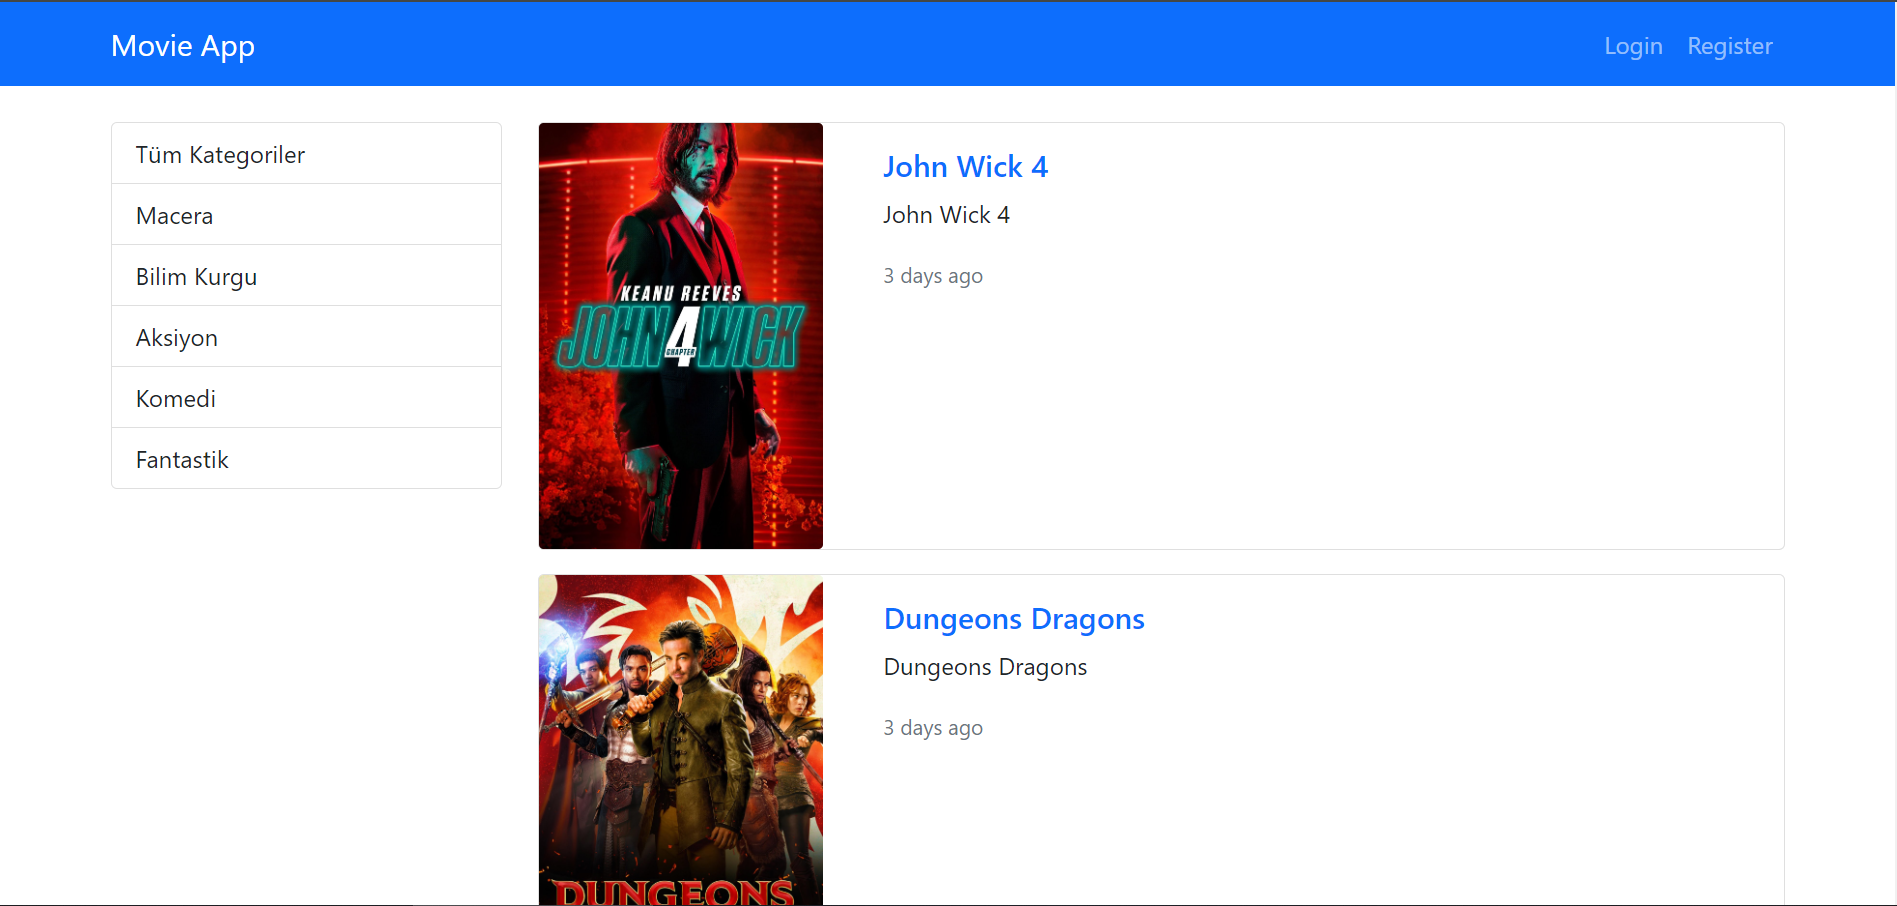 Movie App
Login Register
Tüm Kategoriler
Macera
Bilim Kurgu
Aksiyon
Komedi
Fantastik
KEANU REEVES
JOHN 4 WICK
CHAPTER
John Wick 4
John Wick 4
3 days ago
DUNGEONS
Dungeons Dragons
Dungeons Dragons
3 days ago